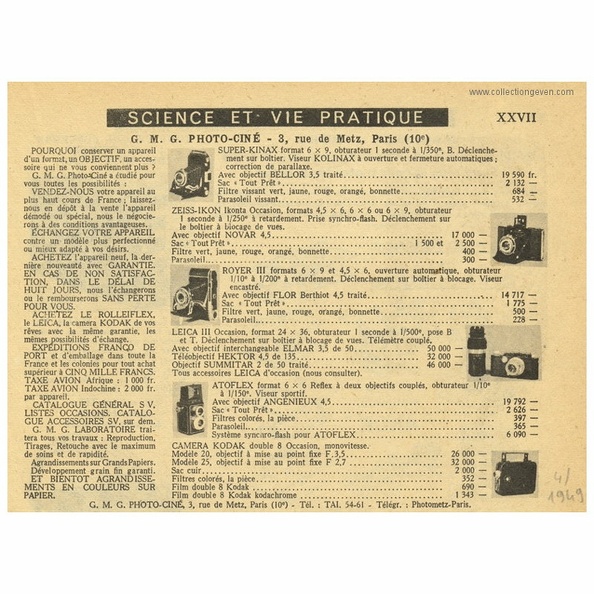 www.collectiongeven.com
SCIENCE ET VIE PRATIQUE
XXVII
G. M. G. PHOTO-CINÉ - 3, rue de Metz, Paris (10e)
POURQUOI conserver un appareil
d'un format, un OBJECTIF, un acces-
soire qui ne vous conviennent plus ?
G. M. G. Photo-Ciné a étudié pour
vous toutes les possibilités :
VENDEZ-NOUS votre appareil au
plus haut cours de France ; laissez-
nous en dépôt à la vente l'appareil
démodé ou spécial, nous le négocie-
rons à des conditions avantageuses.
ÉCHANGEZ VOTRE APPAREIL
contre un modèle plus perfectionné
ou mieux adapté à vos désirs.
ACHETEZ l'appareil neuf, la der-
nière nouveauté avec GARANTIE.
EN CAS DE NON SATISFAC-
TION, DANS LE DÉLAI DE
HUIT JOURS, nous l'échangerons
ou le rembourserons SANS PERTE
POUR VOUS.
ACHETEZ LE ROLLEIFLEX,
le LEICA, la camera KODAK de vos
rêves avec la même garantie, les
mêmes possibilités d'échange.
EXPÉDITIONS FRANCO DE
PORT et d'emballage dans toute la
France et les colonies pour tout achat
supérieur à CINQ MILLE FRANCS.
TAXE AVION Afrique : 1 000 fr.
TAXE AVION Indochine : 2 000 fr.
par appareil.
CATALOGUE GÉNÉRAL S V,
LISTES OCCASIONS. CATALO-
GUE ACCESSOIRES SV, sur dem.
G. M. G. LABORATOIRE trai-
tera tous vos travaux : Reproduction,
Tirages, Retouche avec le maximum
de soins et de rapidité.
Agrandissements sur Grands Papiers.
Développement grain fin garanti.
ET BIENTÔT AGRANDISSE-
MENTS EN COULEURS SUR
PAPIER.
SUPER-KINAX format 6 × 9, obturateur 1 seconde à 1/350e, B. Déclenche-
ment sur boîtier. Viseur KOLINAX à ouverture et fermeture automatiques ;
correction de parallaxe.
Avec objectif BELLOR 3,5 traité 19 590 fr.
Sac « Tout Prêt » 2 132 —
Filtre vissant vert, jaune, rouge, orange, bonnette 684 —
Parasoleil vissant 532 —
ZEISS-IKON Ikonta Occasion, formats 4,5 × 6, 6 × 6 ou 6 × 9, obturateur
1 seconde à 1/250e à retardement. Prise synchro-flash. Déclenchement sur
le boîtier à blocage de vues.
Avec objectif NOVAR 4,5 17 000 —
Sac « Tout Prêt » 1 500 et 2 500 —
Filtre vert, jaune, rouge, orange, bonnette 400 —
Parasoleil 300 —
ROYER III formats 6 × 9 et 4,5 × 6, ouverture automatique, obturateur
1/10e à 1/200e à retardement. Déclenchement sur boîtier à blocage. Viseur
encastré.
Avec objectif FLOR Berthiot 4,5 traité 14 717 —
Sac « Tout Prêt » 1 775 —
Filtre vert, jaune, rouge, orange, bonnette 500 —
Parasoleil 228 —
LEICA III Occasion, format 24 × 36, obturateur 1 seconde à 1/500e, pose B
et T. Déclenchement sur boîtier à blocage de vues. Télémètre couplé.
Avec objectif interchangeable ELMAR 3,5 de 50 50 000 —
Téléobjectif HEKTOR 4,5 de 135 32 000 —
Objectif SUMMITAR 2 de 50 traité 46 000 —
Tous accessoires LEICA (nous consulter).
ATOFLEX format 6 × 6 Reflex à deux objectifs couplés, obturateur 1/10e
à 1/250e. Viseur sportif.
Avec objectif ANGENIEUX 4,5 19 792 —
Sac « Tout Prêt » 2 626 —
Filtres colorés, la pièce 397 —
Parasoleil 365 —
Système synchro-flash pour ATOFLEX 6 090 —
CAMERA KODAK double 8 Occasion, monovitesse.
Modèle 20, objectif à mise au point fixe F 3,5 26 000 —
Modèle 25, objectif à mise au point fixe F 2,7 32 000 —
Sac cuir 2 000 —
Filtres colorés, la pièce 352 —
Film double 8 Kodak 690 —
Film double 8 Kodak kodachrome 1 343 —
4/
1949
G. M. G. PHOTO-CINÉ, 3, rue de Metz, Paris (10e) - Tél. : TAI. 54-61 - Télégr. : Photometz-Paris.